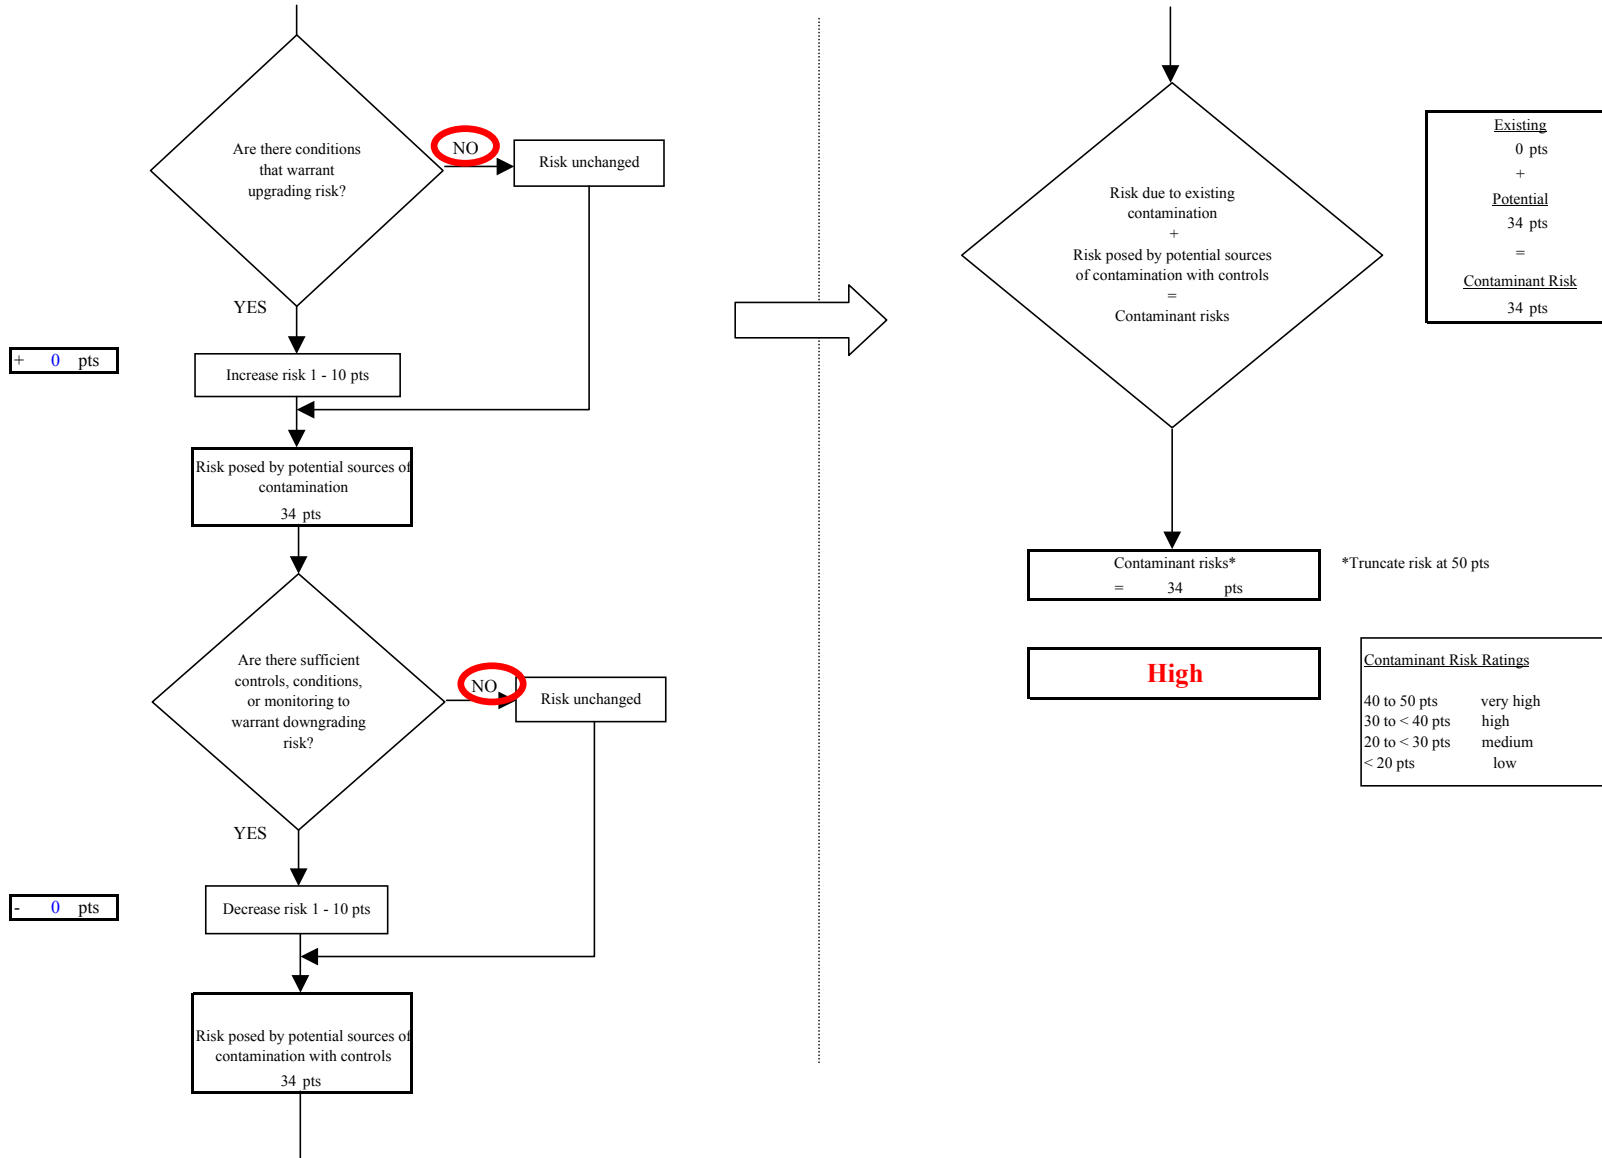 Are there conditions
that warrant
upgrading risk?
NO
Risk unchanged
YES
+ 0 pts
Increase risk 1 - 10 pts
Risk posed by potential sources of
contamination
34 pts
Are there sufficient
controls, conditions,
or monitoring to
warrant downgrading
risk?
NO
Risk unchanged
YES
- 0 pts
Decrease risk 1 - 10 pts
Risk posed by potential sources of
contamination with controls
34 pts
Risk due to existing
contamination
+
Risk posed by potential sources
of contamination with controls
=
Contaminant risks
Existing
0 pts
+
Potential
34 pts
=
Contaminant Risk
34 pts
Contaminant risks*
= 34 pts
*Truncate risk at 50 pts
High
Contaminant Risk Ratings
40 to 50 pts very high
30 to < 40 pts high
20 to < 30 pts medium
< 20 pts low